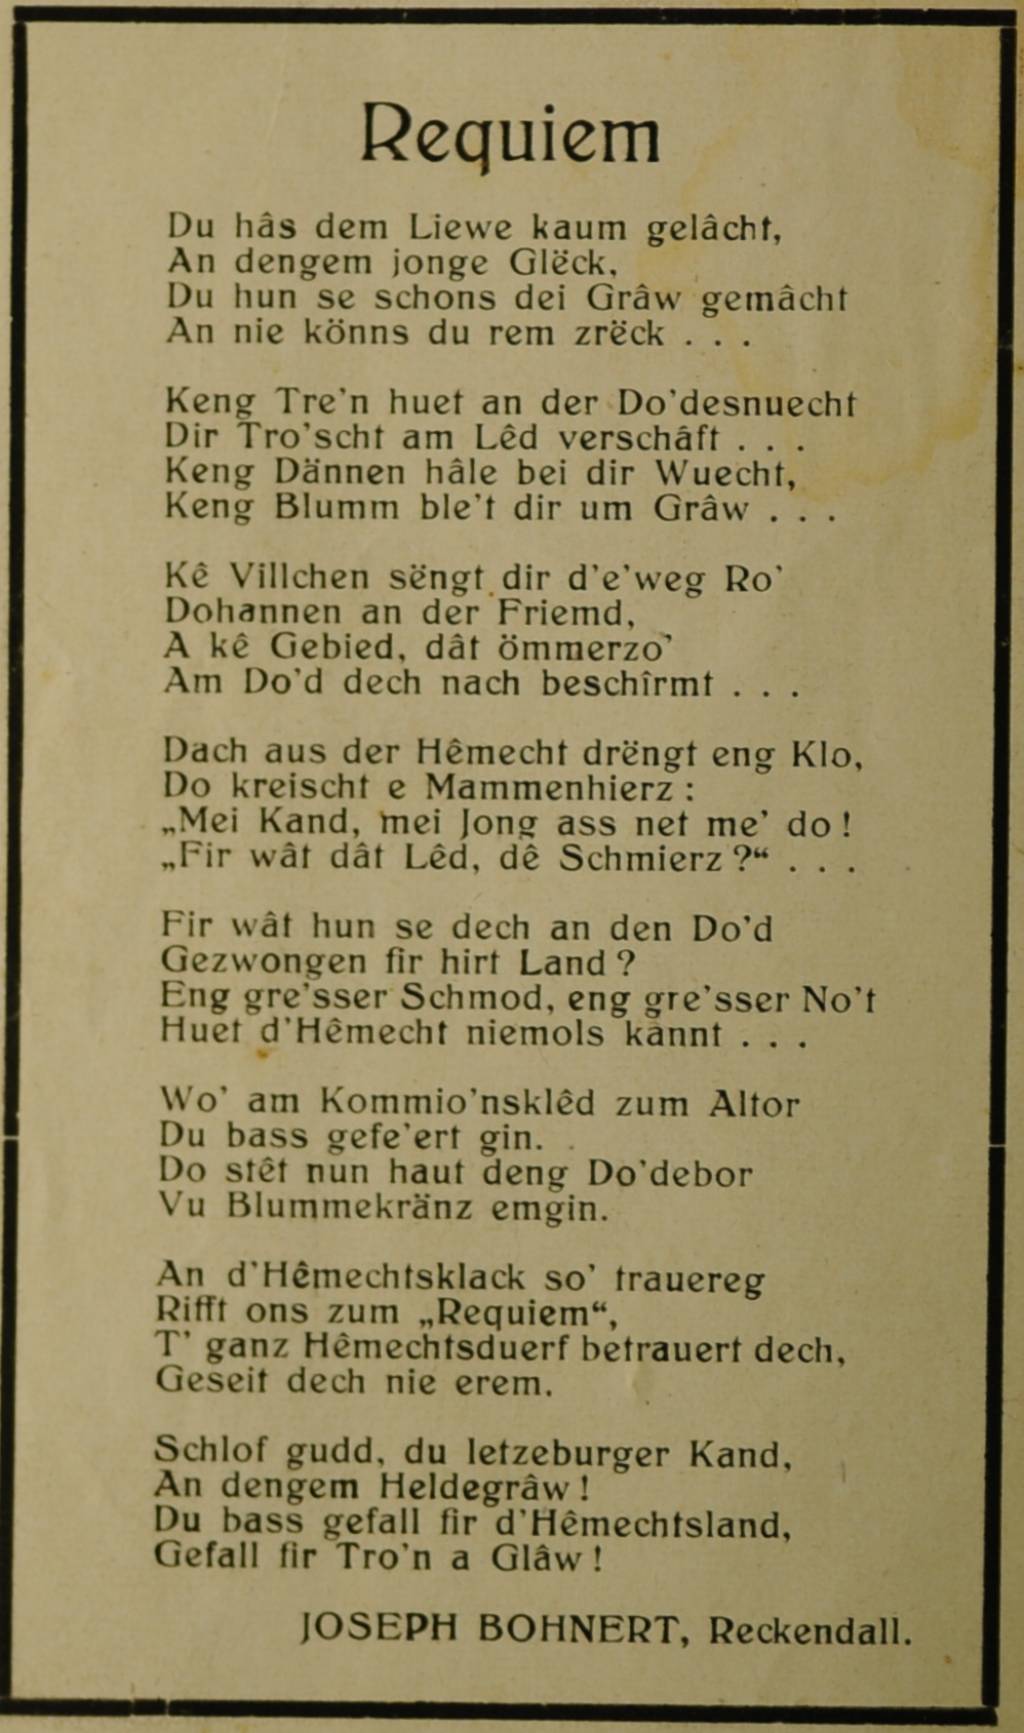 Requiem
Du hâs dem Liewe kaum gelâcht,
An dengem jonge Glëck,
Du hun se schons dei Grâw gemâcht
An nie könns du rem zrëck . . .
Keng Tre'n huet an der Do'desnuecht
Dir Tro'scht am Lêd verschâft . . .
Keng Dännen hâle bei dir Wuecht,
Keng Blumm ble't dir um Grâw . . .
Kê Villchen sëngt dir d'e'weg Ro'
Dohannen an der Friemd,
A kê Gebied, dât ömmerzo'
Am Do'd dech nach beschîrmt . . .
Dach aus der Hêmecht drëngt eng Klo,
Do kreischt e Mammenhierz :
„Mei Kand, mei Jong ass net me' do !
„Fir wât dât Lêd, dê Schmierz ?“ . . .
Fir wât hun se dech an den Do'd
Gezwongen fir hirt Land ?
Eng gre'sser Schmod, eng gre'sser No't
Huet d'Hêmecht niemols kânnt . . .
Wo' am Kommio'nsklêd zum Altor
Du bass gefe'ert gin.
Do stêt nun haut deng Do'debor
Vu Blummekränz emgin.
An d'Hêmechtsklack so' trauereg
Rifft ons zum „Requiem“,
T' ganz Hêmechtsduerf betrauert dech,
Geseit dech nie erem.
Schlof gudd, du letzeburger Kand,
An dengem Heldegrâw !
Du bass gefall fir d'Hêmechtsland,
Gefall fir Tro'n a Glâw !
JOSEPH BOHNERT, Reckendall.